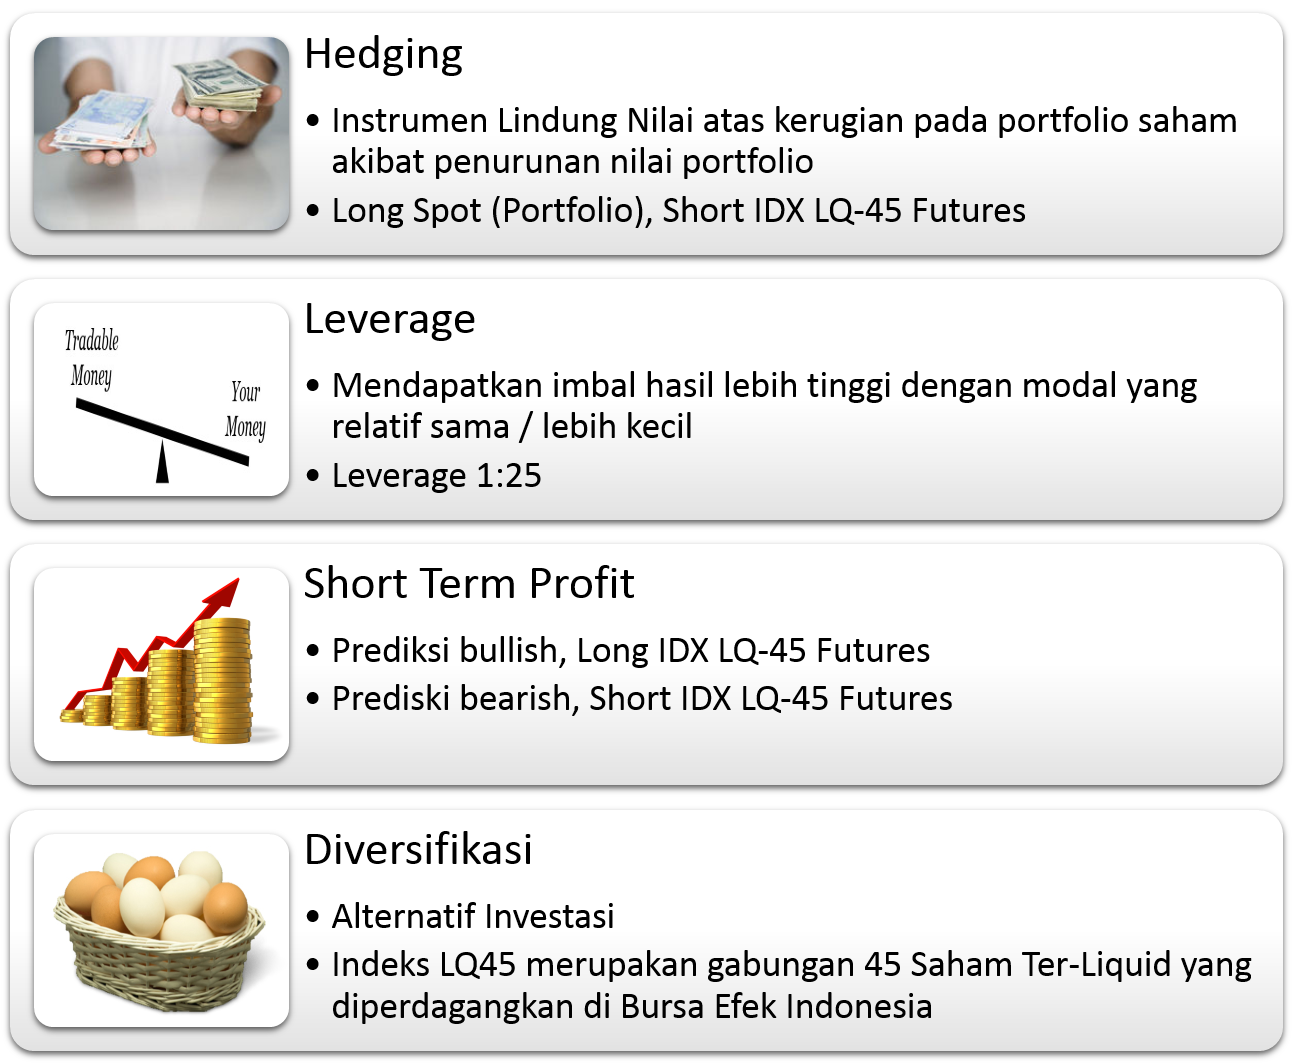 Hedging
• Instrumen Lindung Nilai atas kerugian pada portfolio saham
akibat penurunan nilai portfolio
• Long Spot (Portfolio), Short IDX LQ-45 Futures
Tradable
Money
Your
Money
Leverage
• Mendapatkan imbal hasil lebih tinggi dengan modal yang
relatif sama / lebih kecil
• Leverage 1:25
Short Term Profit
• Prediksi bullish, Long IDX LQ-45 Futures
• Prediski bearish, Short IDX LQ-45 Futures
Diversifikasi
• Alternatif Investasi
• Indeks LQ45 merupakan gabungan 45 Saham Ter-Liquid yang
diperdagangkan di Bursa Efek Indonesia